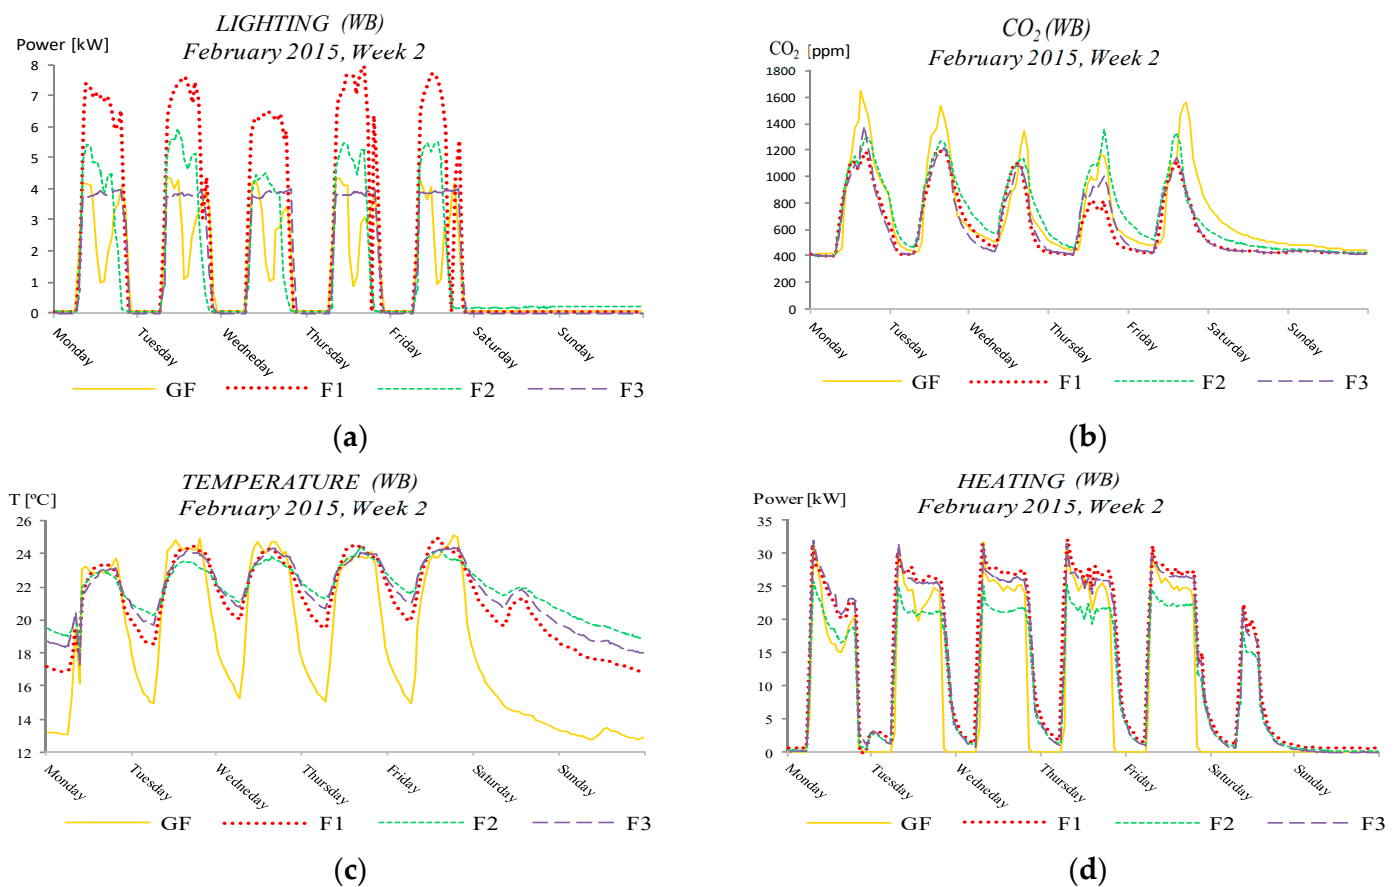 LIGHTING (WB)
February 2015, Week 2
Power [kW]
8
7
6
5
4
3
2
1
0
Monday
Tuesday
Wedneday
Thursday
Friday
Saturday
Sunday
GF
F1
F2
F3
(a)
CO2 (WB)
February 2015, Week 2
CO2 [ppm]
1800
1600
1400
1200
1000
800
600
400
200
0
Monday
Tuesday
Wedneday
Thursday
Friday
Saturday
Sunday
GF
F1
F2
F3
(b)
TEMPERATURE (WB)
February 2015, Week 2
T [ºC]
26
24
22
20
18
16
14
12
Monday
Tuesday
Wedneday
Thursday
Friday
Saturday
Sunday
GF
F1
F2
F3
(c)
HEATING (WB)
February 2015, Week 2
Power [kW]
35
30
25
20
15
10
5
0
Monday
Tuesday
Wedneday
Thursday
Friday
Saturday
Sunday
GF
F1
F2
F3
(d)